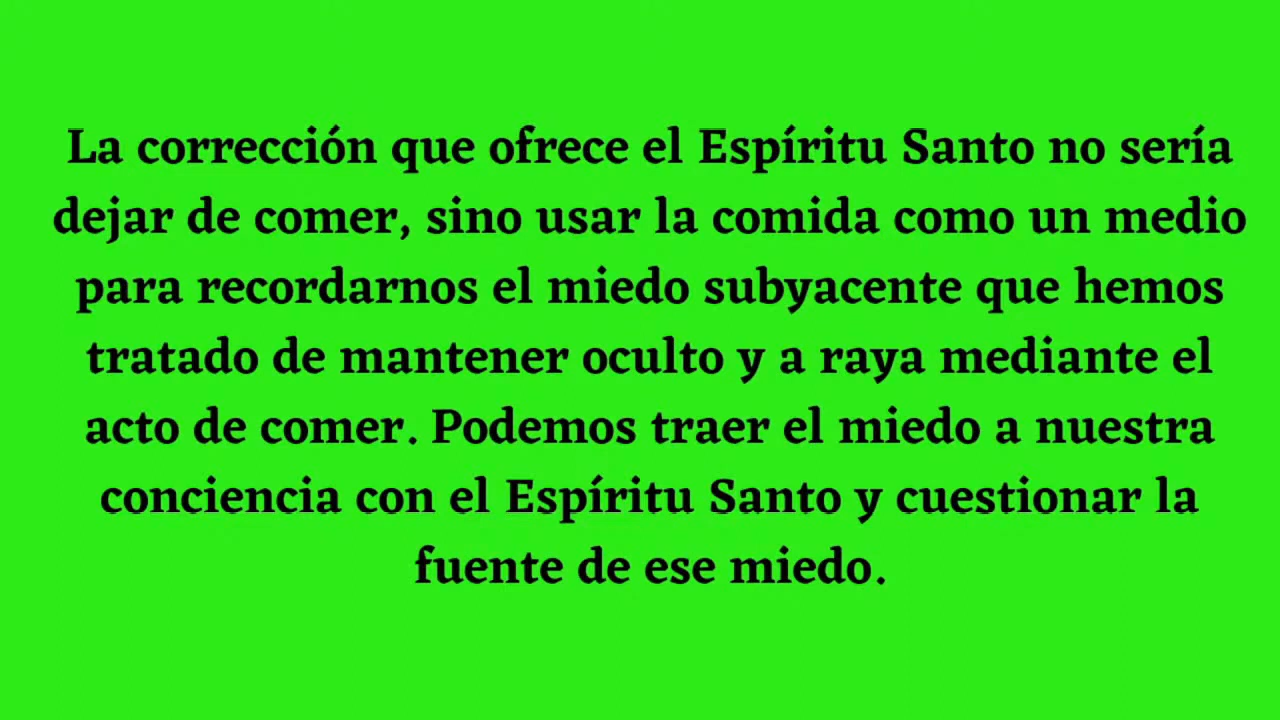 La corrección que ofrece el Espíritu Santo no sería
dejar de comer, sino usar la comida como un medio
para recordarnos el miedo subyacente que hemos
tratado de mantener oculto y a raya mediante el
acto de comer. Podemos traer el miedo a nuestra
conciencia con el Espíritu Santo y cuestionar la
fuente de ese miedo.